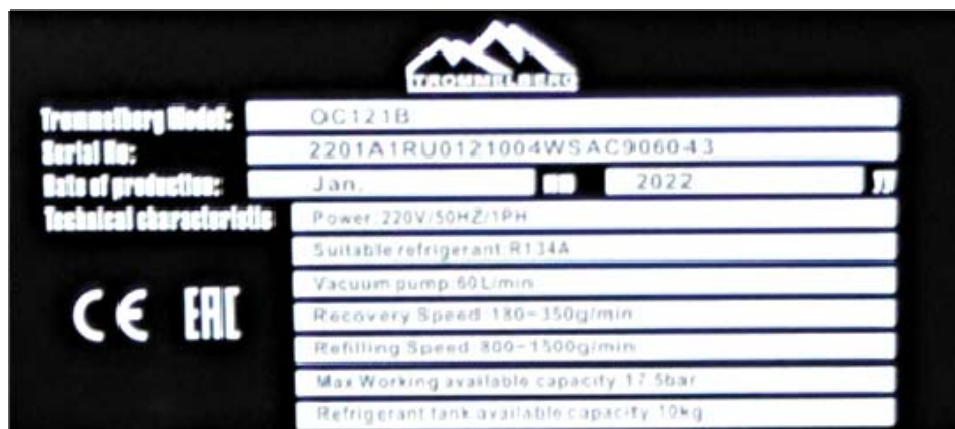 TROMMELBERG
Trommelberg Model: OC121B
Serial No: 2201A1RU0121004WSAC906043
Date of production: Jan. mm 2022 yy
Technical characteristic Power:220V/50HZ/1PH
Suitable refrigerant:R134A
Vacuum pump:60L/min
CE EAC Recovery Speed:180~350g/min
Refilling Speed:800~1500g/min
Max Working available capacity:17.5bar
Refrigerant tank available capacity:10kg